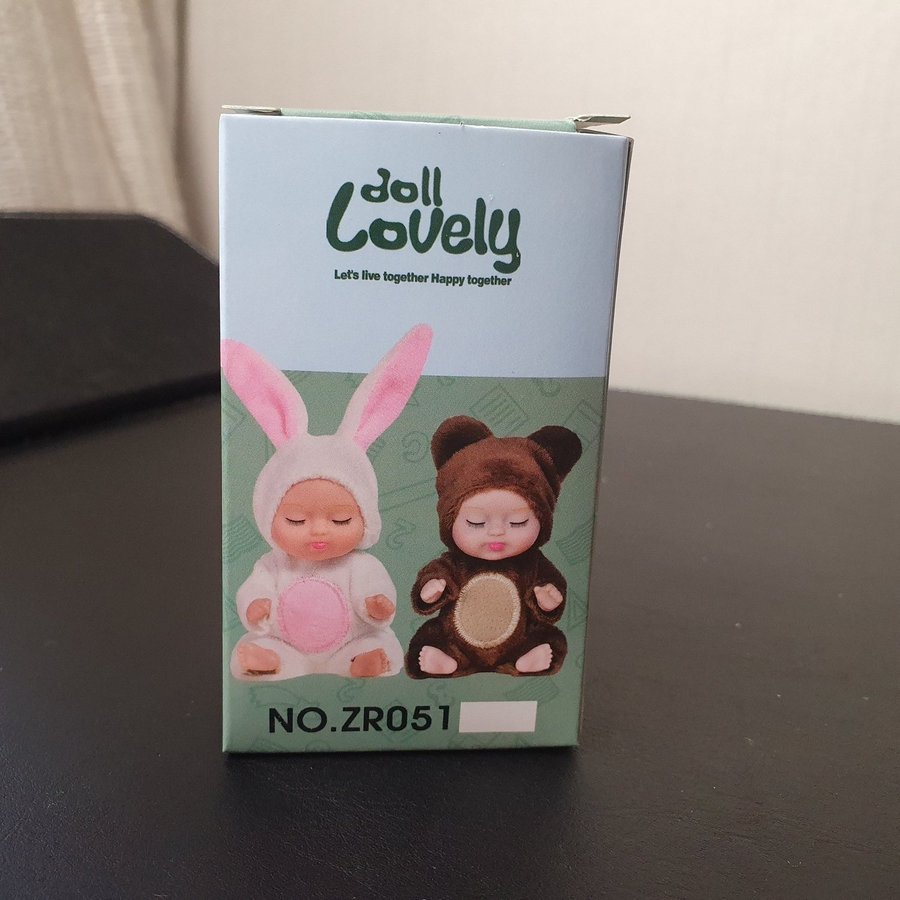 doll
Lovely
Let's live together Happy together
NO.ZR051